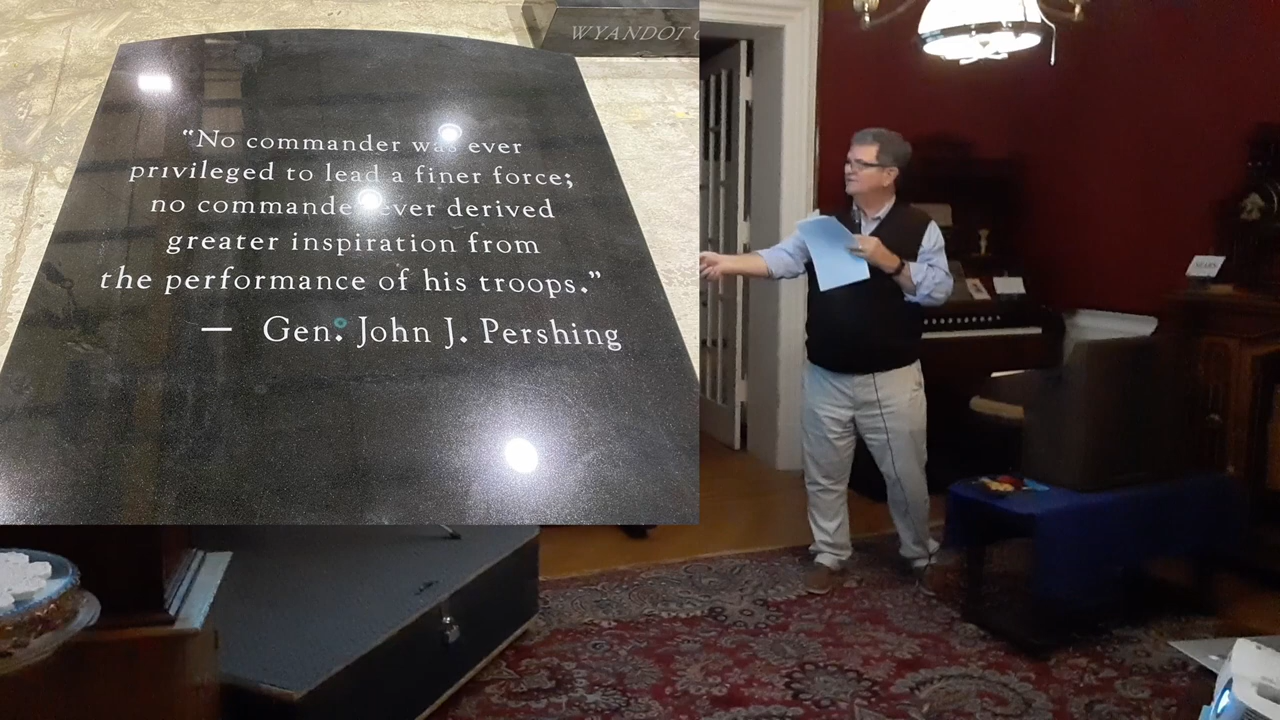 WYANDOT
“No commander was ever
privileged to lead a finer force;
no commander ever derived
greater inspiration from
the performance of his troops.”
— Gen. John J. Pershing